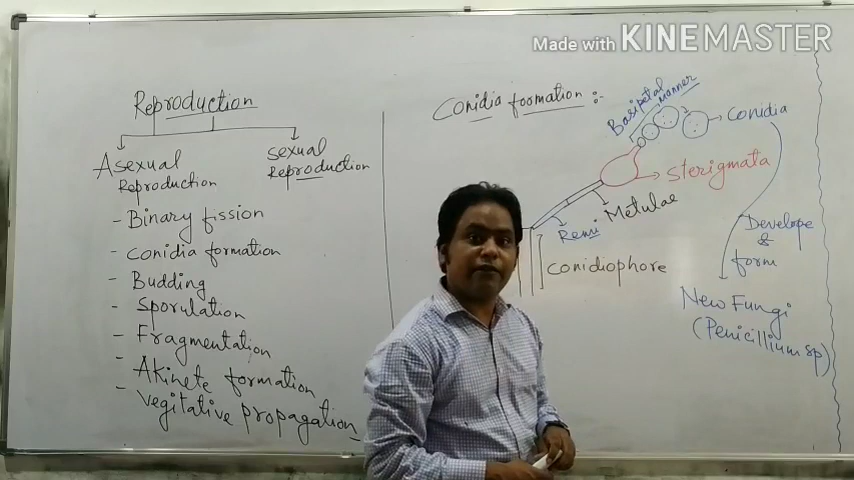 Made with KINEMASTER
Reproduction
Asexual
Reproduction
sexual
Reproduction
- Binary fission
- conidia formation
- Budding
- Sporulation
- Fragmentation
- Akinete formation
- Vegitative propagation
Conidia formation :-
Basipetal
manner
Conidia
Sterigmata
Metulae
Remi
conidiophore
Develope
&
form
New Fungi
(Penicillium sp)